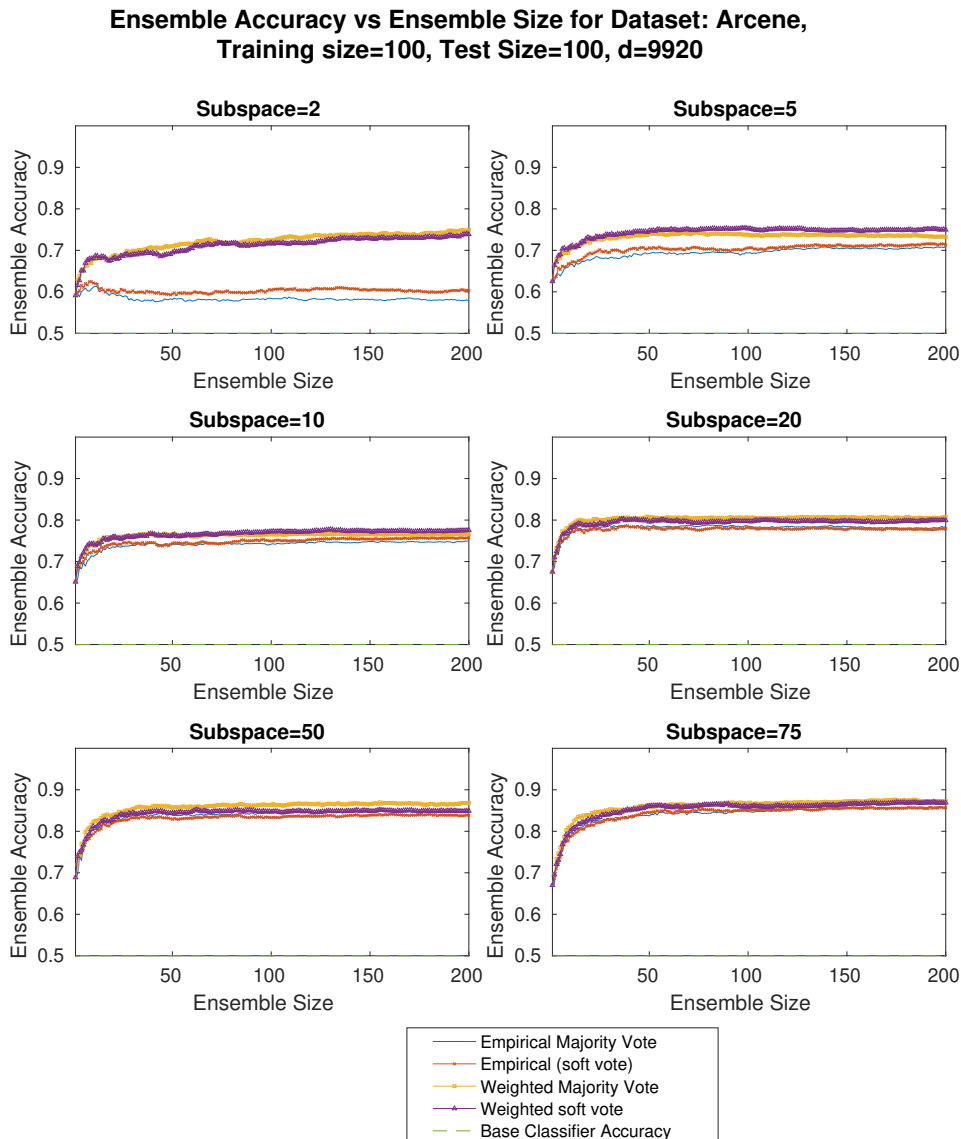 Ensemble Accuracy vs Ensemble Size for Dataset: Arcene,
Training size=100, Test Size=100, d=9920
Subspace=2
Ensemble Accuracy
0.9
0.8
0.7
0.6
0.5
50
100
150
200
Ensemble Size
Subspace=5
Ensemble Accuracy
0.9
0.8
0.7
0.6
0.5
50
100
150
200
Ensemble Size
Subspace=10
Ensemble Accuracy
0.9
0.8
0.7
0.6
0.5
50
100
150
200
Ensemble Size
Subspace=20
Ensemble Accuracy
0.9
0.8
0.7
0.6
0.5
50
100
150
200
Ensemble Size
Subspace=50
Ensemble Accuracy
0.9
0.8
0.7
0.6
0.5
50
100
150
200
Ensemble Size
Subspace=75
Ensemble Accuracy
0.9
0.8
0.7
0.6
0.5
50
100
150
200
Ensemble Size
Empirical Majority Vote
Empirical (soft vote)
Weighted Majority Vote
Weighted soft vote
Base Classifier Accuracy